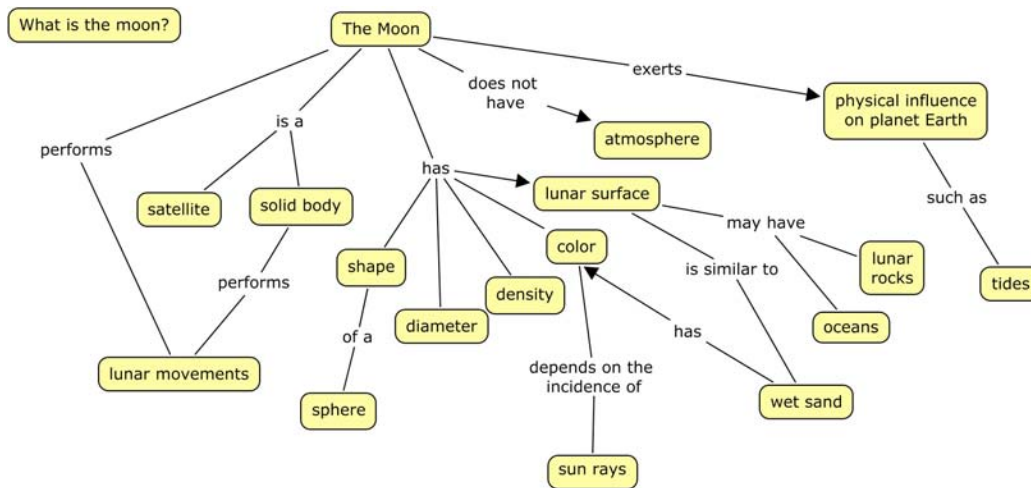 What is the moon?
The Moon
exerts
does not
have
physical influence
on planet Earth
is a
performs
atmosphere
has
satellite
solid body
lunar surface
such as
may have
color
shape
is similar to
lunar
rocks
performs
density
tides
diameter
oceans
of a
has
lunar movements
depends on the
incidence of
sphere
wet sand
sun rays